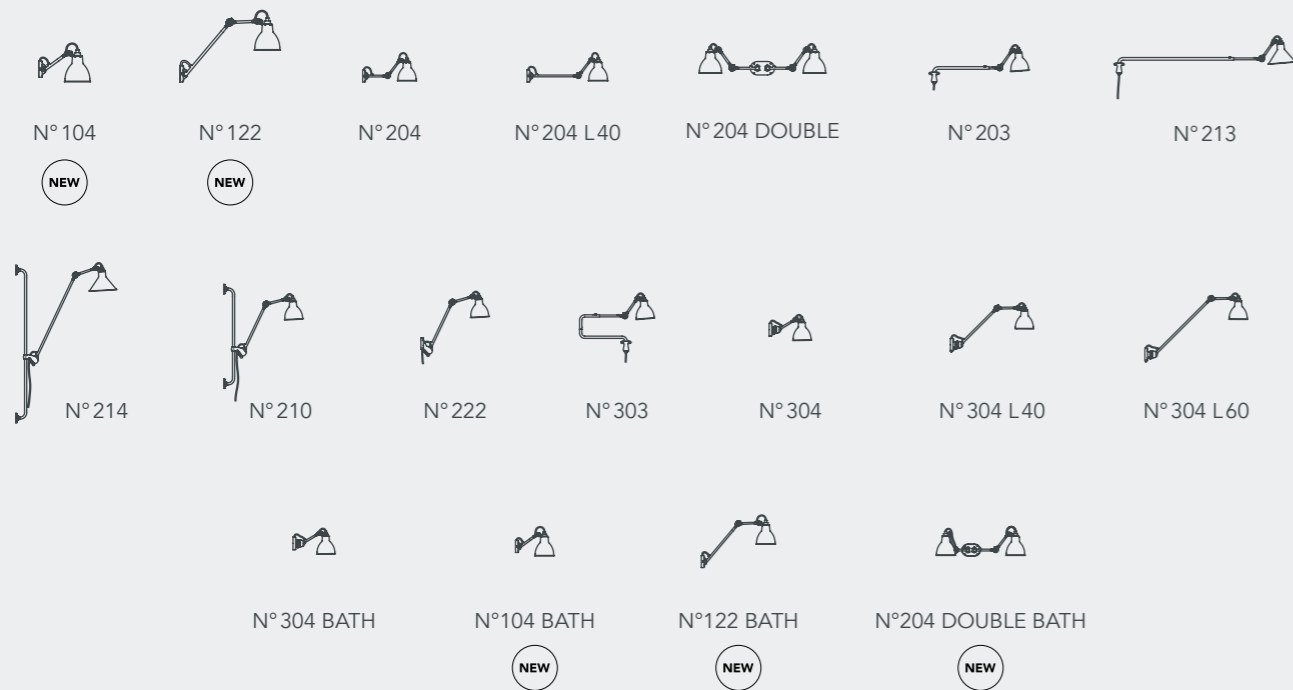 N°104
N°122
N°204
N°204 L40
N°204 DOUBLE
N°203
N°213
NEW
NEW
N°214
N°210
N°222
N°303
N°304
N°304 L40
N°304 L60
N°304 BATH
N°104 BATH
N°122 BATH
N°204 DOUBLE BATH
NEW
NEW
NEW